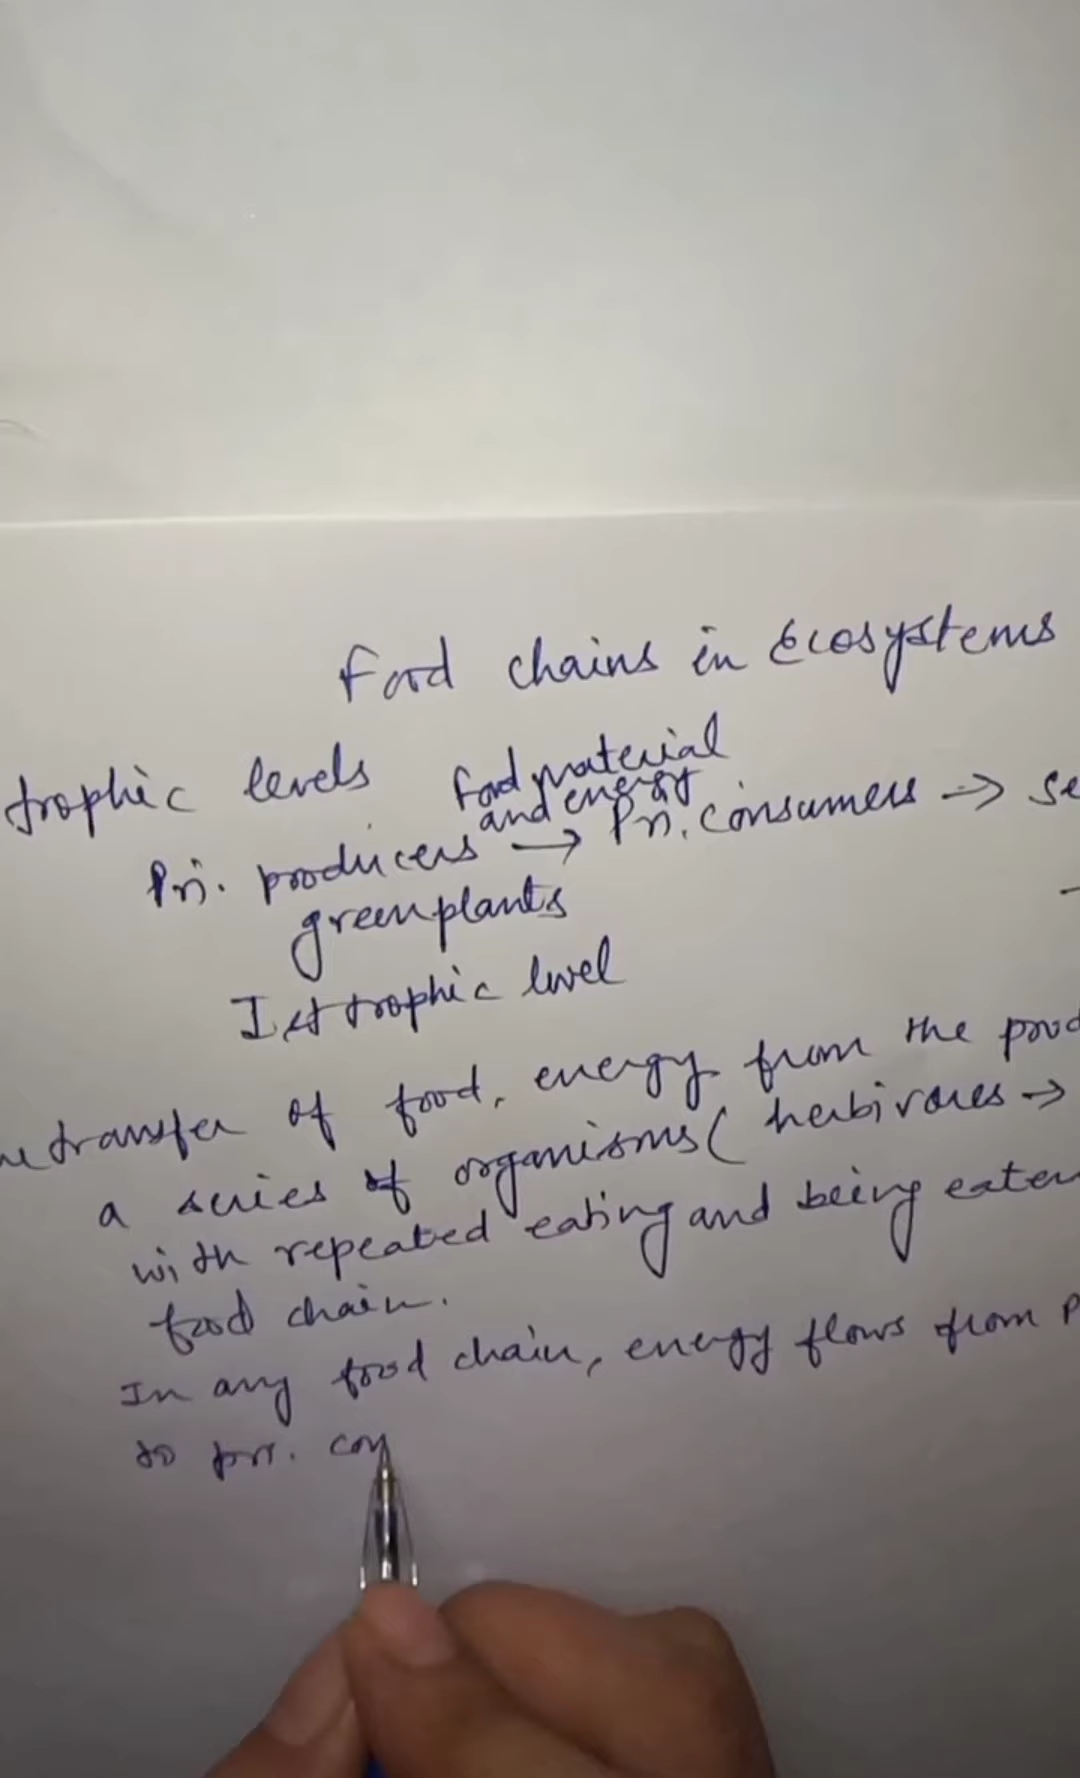 Food chains in Ecosystems
trophic levels
Food material
and energy
Pri. producers → Pri. consumers → se
green plants
Ist trophic level
transfer of food, energy from the prod
a series of organisms ( herbivores →
with repeated eating and being eaten
food chain.
In any food chain, energy flows from P
to pri. con